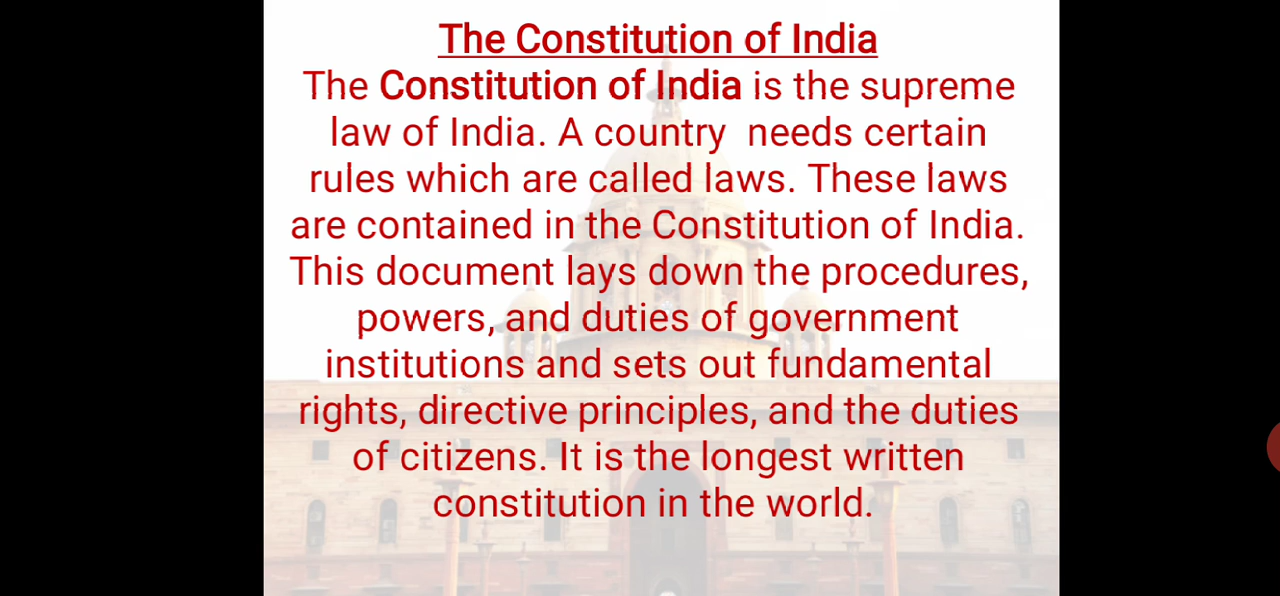 The Constitution of India
The Constitution of India is the supreme
law of India. A country  needs certain
rules which are called laws. These laws
are contained in the Constitution of India.
This document lays down the procedures,
powers, and duties of government
institutions and sets out fundamental
rights, directive principles, and the duties
of citizens. It is the longest written
constitution in the world.